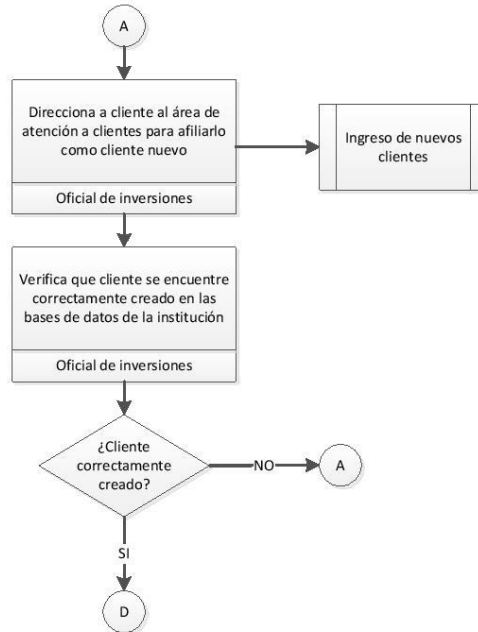 A
Direcciona a cliente al área de
atención a clientes para afiliarlo
como cliente nuevo
Oficial de inversiones
Ingreso de nuevos
clientes
Verifica que cliente se encuentre
correctamente creado en las
bases de datos de la institución
Oficial de inversiones
¿Cliente
correctamente
creado?
NO
A
SI
D